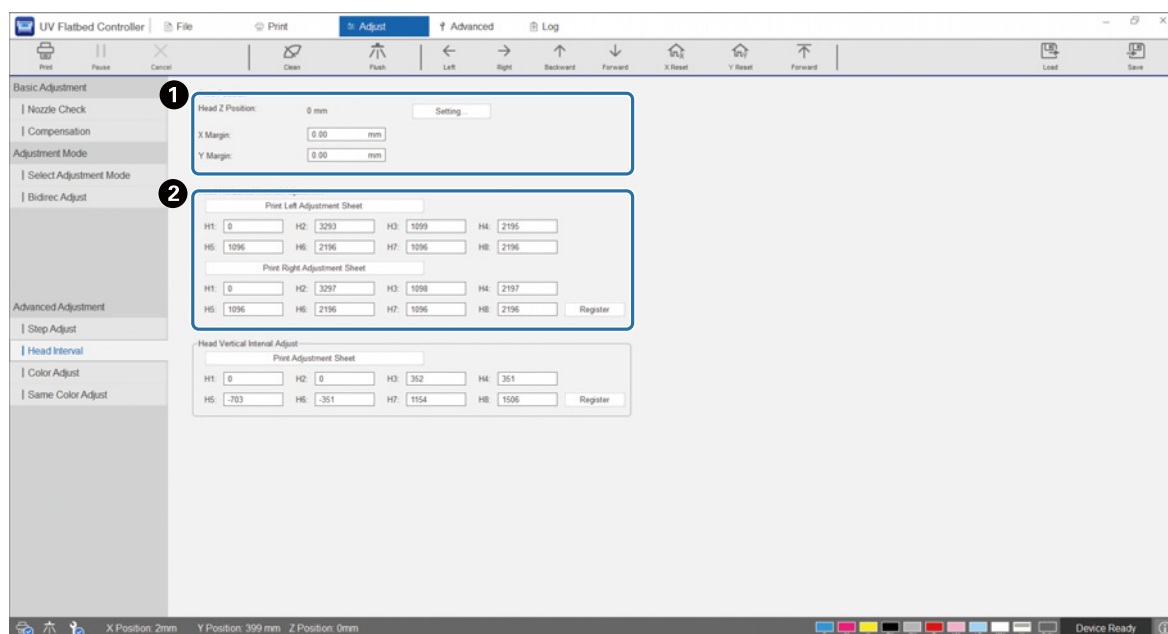 UV Flatbed Controller File Print Adjust Advanced Log
Print Pause Cancel Clean Flush Left Right Backward Forward X Reset Y Reset Forward Load Save
Basic Adjustment
Nozzle Check
Compensation
Adjustment Mode
Select Adjustment Mode
Bidirec Adjust
Advanced Adjustment
Step Adjust
Head Interval
Color Adjust
Same Color Adjust
1
Head Z Position: 0 mm Setting...
X Margin: 0.00 mm
Y Margin: 0.00 mm
2
Print Left Adjustment Sheet
H1: 0 H2: 3293 H3: 1099 H4: 2195
H5: 1096 H6: 2196 H7: 1096 H8: 2196
Print Right Adjustment Sheet
H1: 0 H2: 3297 H3: 1098 H4: 2197
H5: 1096 H6: 2196 H7: 1096 H8: 2196 Register
Head Vertical Interval Adjust
Print Adjustment Sheet
H1: 0 H2: 0 H3: 352 H4: 351
H5: -703 H6: -351 H7: 1154 H8: 1506 Register
X Position: 2mm Y Position: 399 mm Z Position: 0mm Device Ready